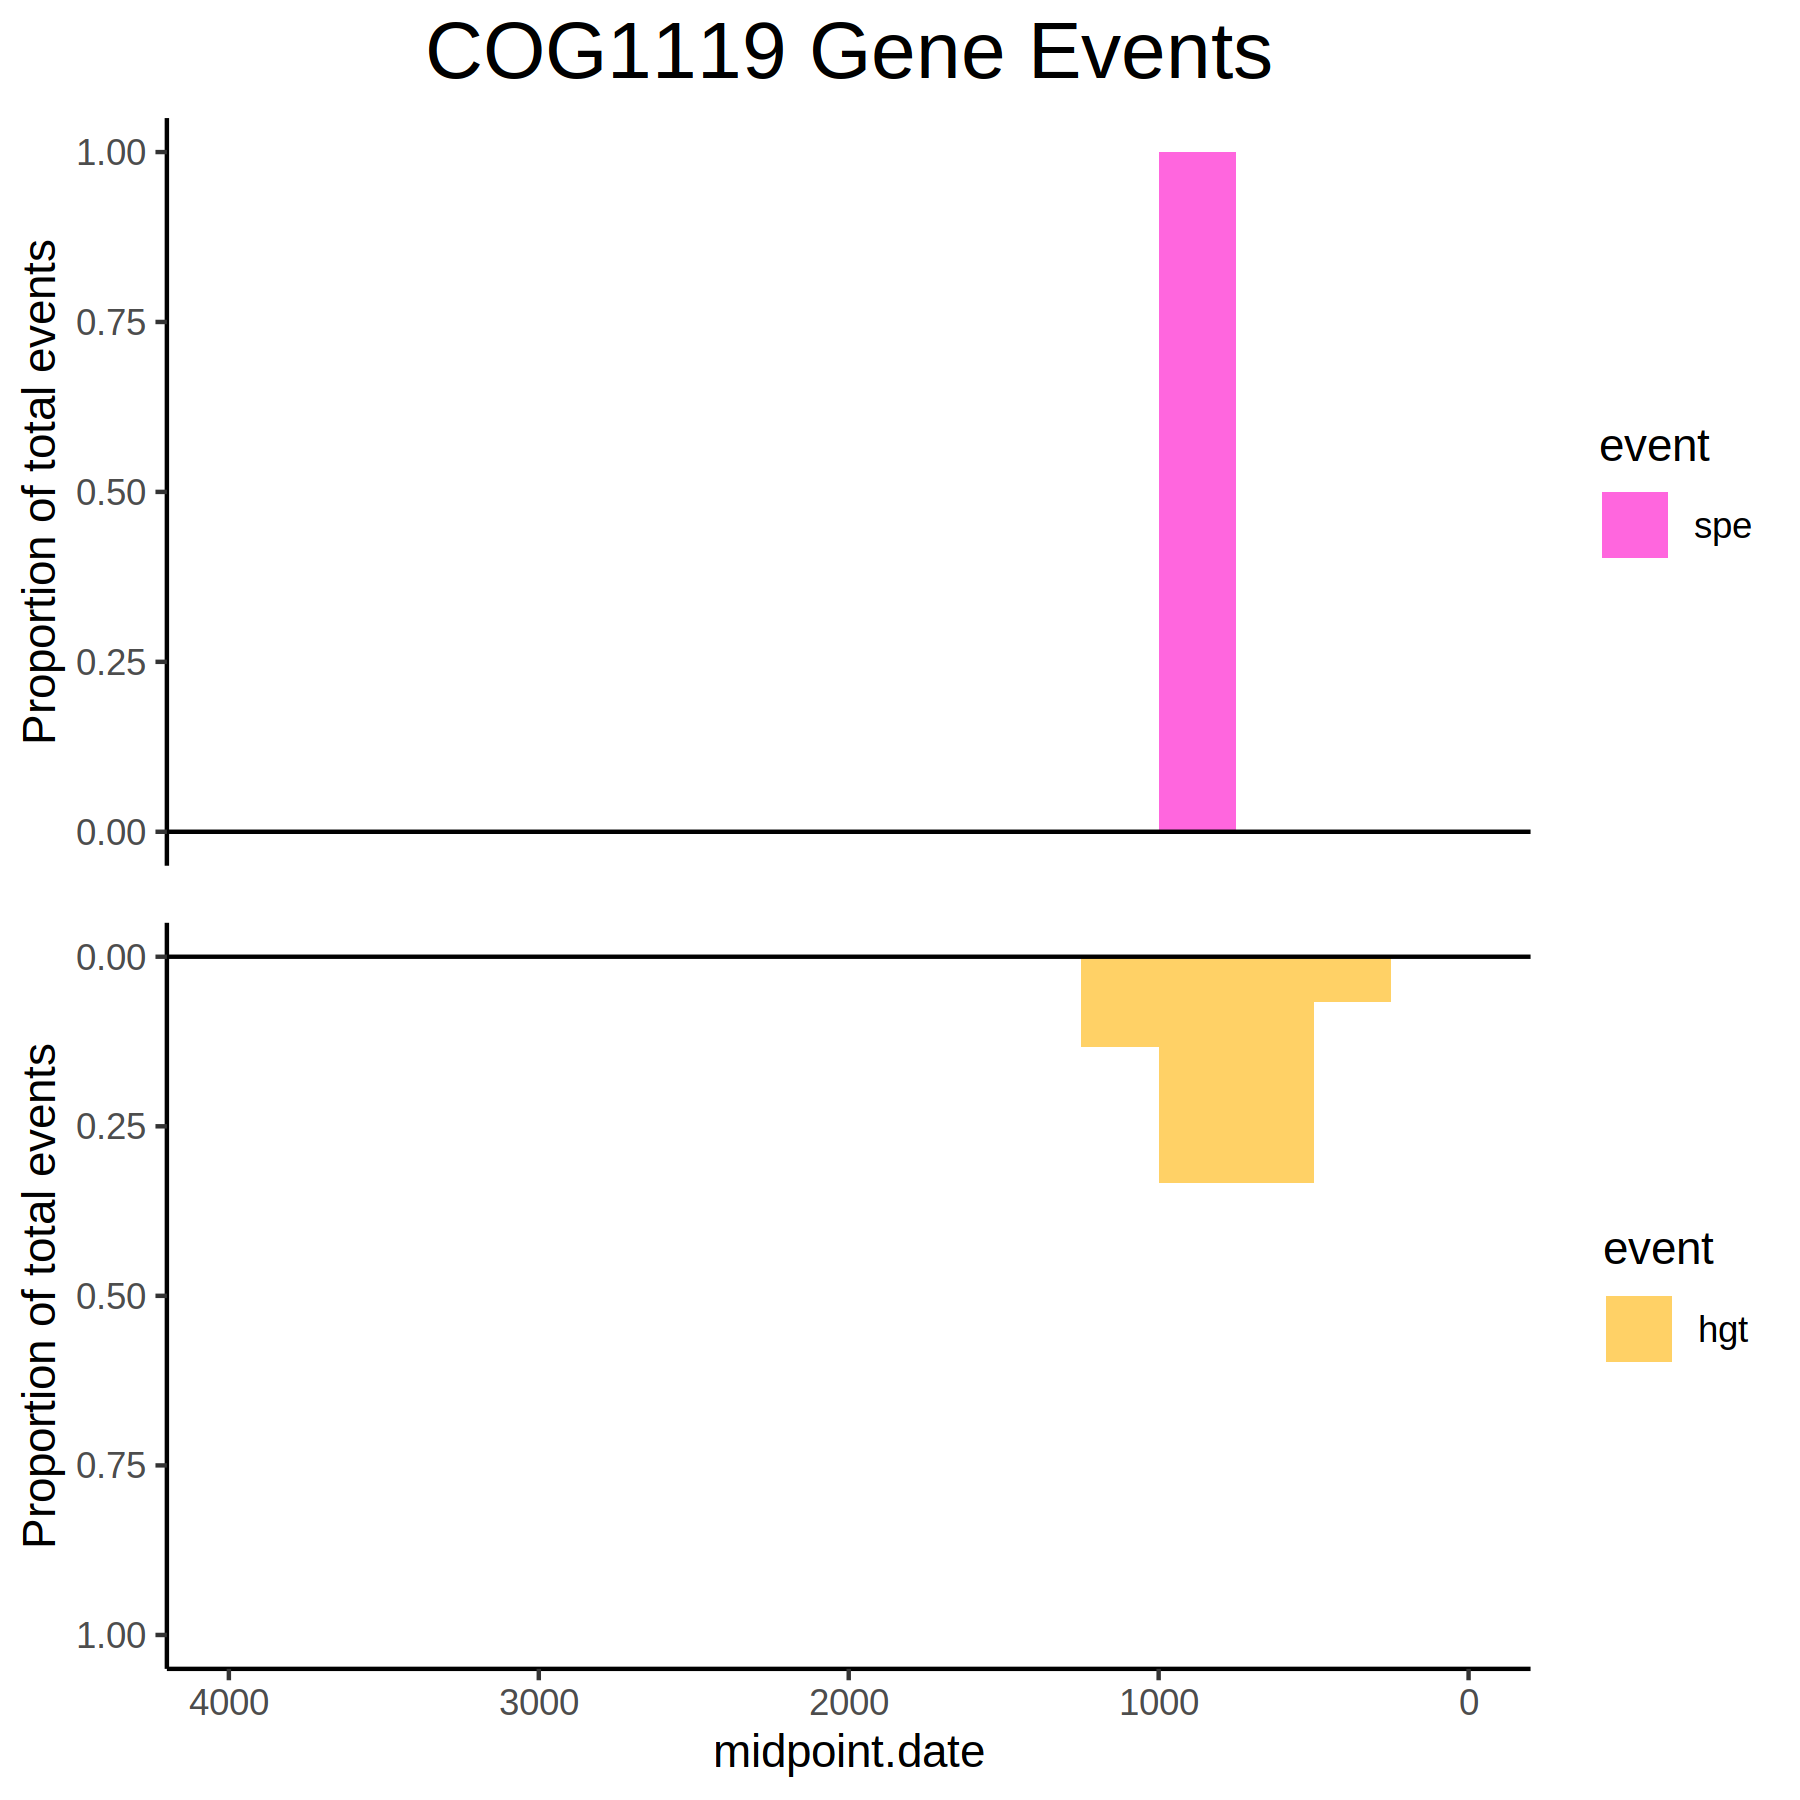 COG1119 Gene Events
Proportion of total events
1.00
0.75
0.50
0.25
0.00
event
spe
Proportion of total events
0.00
0.25
0.50
0.75
1.00
event
hgt
4000 3000 2000 1000 0
midpoint.date